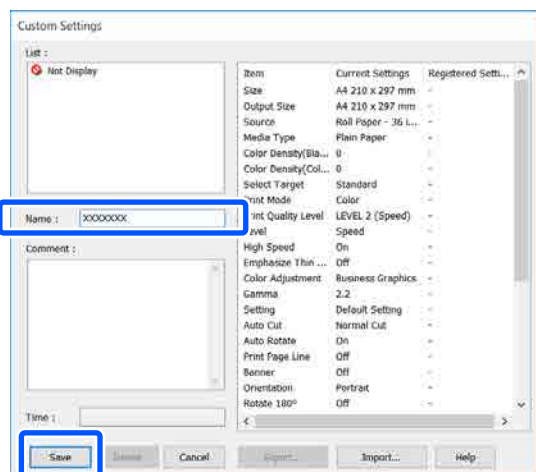 Custom Settings
List :
Not Display
Item Current Settings Registered Setti...
Size A4 210 x 297 mm -
Output Size A4 210 x 297 mm -
Source Roll Paper - 36 i... -
Media Type Plain Paper -
Color Density(Bla... 0 -
Color Density(Col... 0 -
Select Target Standard -
Print Mode Color -
Name : XXXXXXX
Print Quality Level LEVEL 2 (Speed) -
Level Speed -
Comment :
High Speed On -
Emphasize Thin ... Off -
Color Adjustment Business Graphics -
Gamma 2.2 -
Setting Default Setting -
Auto Cut Normal Cut -
Auto Rotate On -
Print Page Line Off -
Banner Off -
Orientation Portrait -
Rotate 180° Off -
Time :
Save Cancel Export... Import... Help